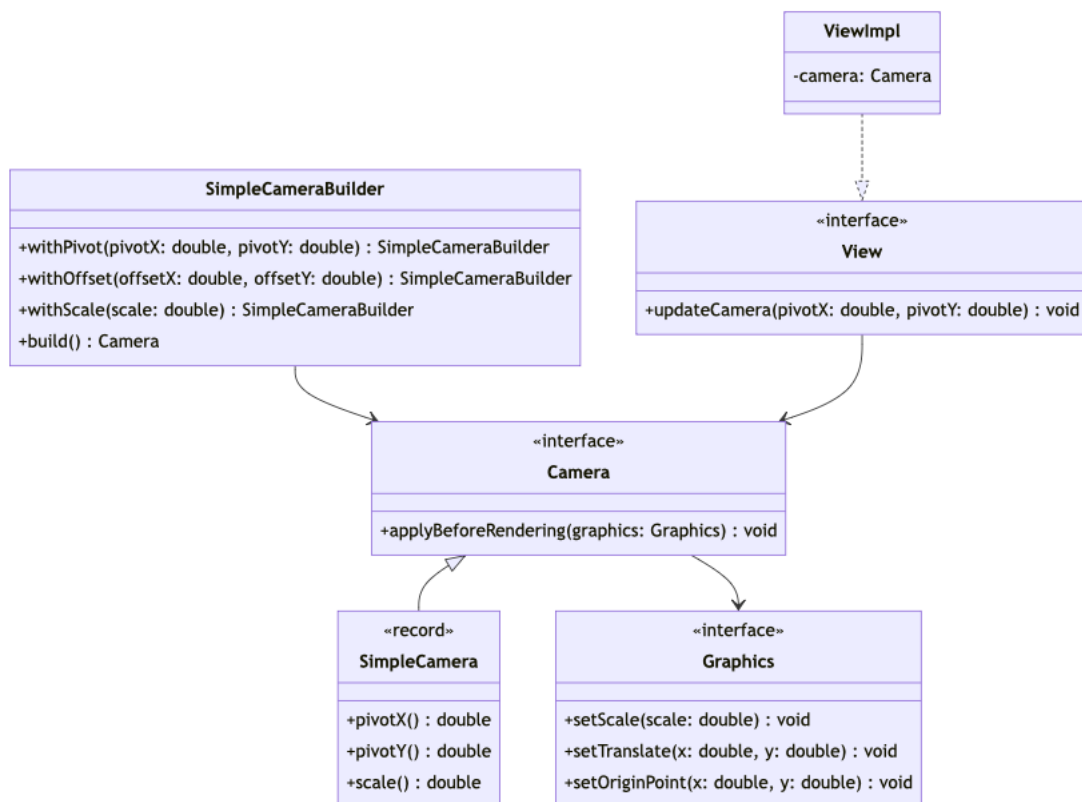 ViewImpl
-camera: Camera
SimpleCameraBuilder
+withPivot(pivotX: double, pivotY: double) : SimpleCameraBuilder
+withOffset(offsetX: double, offsetY: double) : SimpleCameraBuilder
+withScale(scale: double) : SimpleCameraBuilder
+build() : Camera
«interface»
View
+updateCamera(pivotX: double, pivotY: double) : void
«interface»
Camera
+applyBeforeRendering(graphics: Graphics) : void
«record»
SimpleCamera
+pivotX() : double
+pivotY() : double
+scale() : double
«interface»
Graphics
+setScale(scale: double) : void
+setTranslate(x: double, y: double) : void
+setOriginPoint(x: double, y: double) : void